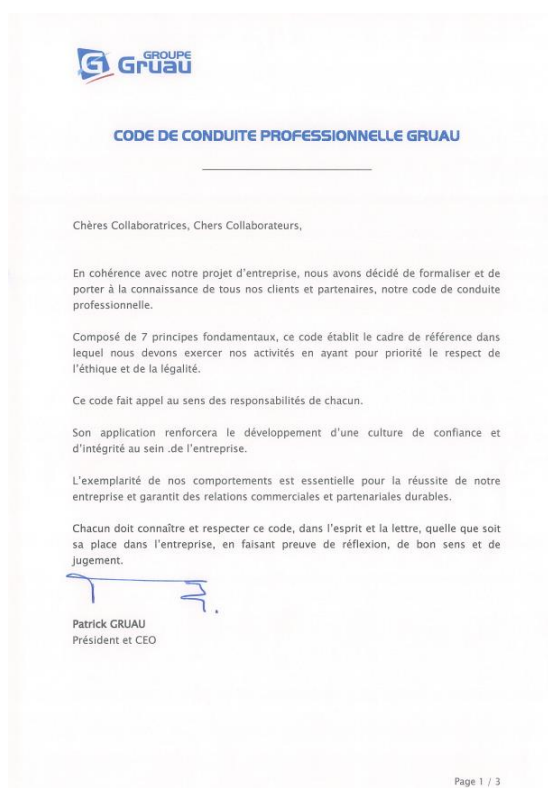 GROUPE
Gruau
CODE DE CONDUITE PROFESSIONNELLE GRUAU
Chères Collaboratrices, Chers Collaborateurs,
En cohérence avec notre projet d'entreprise, nous avons décidé de formaliser et de
porter à la connaissance de tous nos clients et partenaires, notre code de conduite
professionnelle.
Composé de 7 principes fondamentaux, ce code établit le cadre de référence dans
lequel nous devons exercer nos activités en ayant pour priorité le respect de
l'éthique et de la légalité.
Ce code fait appel au sens des responsabilités de chacun.
Son application renforcera le développement d'une culture de confiance et
d'intégrité au sein .de l'entreprise.
L'exemplarité de nos comportements est essentielle pour la réussite de notre
entreprise et garantit des relations commerciales et partenariales durables.
Chacun doit connaître et respecter ce code, dans l'esprit et la lettre, quelle que soit
sa place dans l'entreprise, en faisant preuve de réflexion, de bon sens et de
jugement.
Patrick GRUAU
Président et CEO
Page 1 / 3